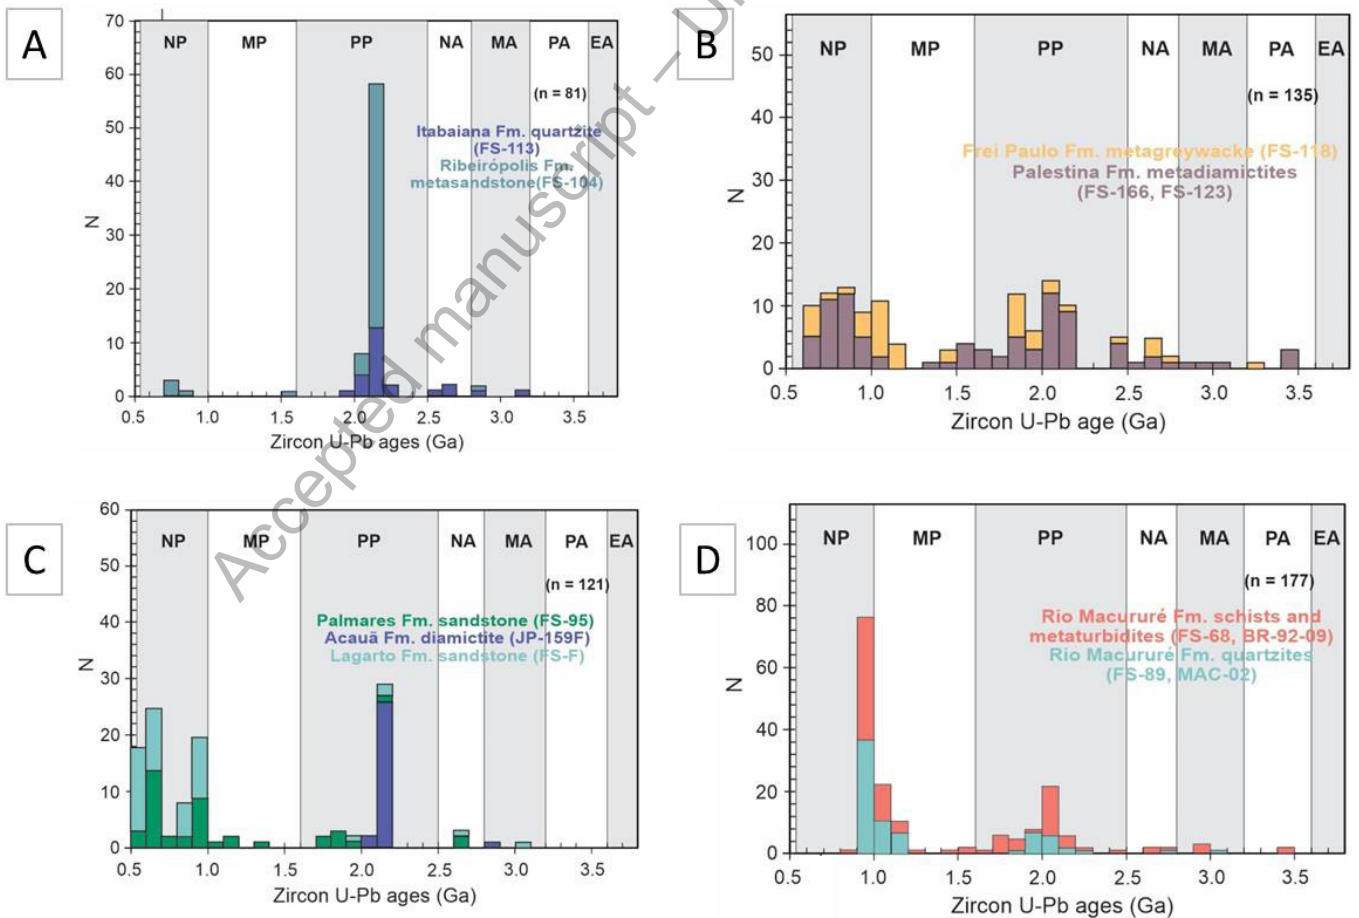 A
70
60
50
40
30
20
10
0
N
NP MP PP NA MA PA EA
(n = 81)
Itabaiana Fm. quartzite
(FS-113)
Ribeirópolis Fm.
metasandstone(FS-104)
0.5 1.0 1.5 2.0 2.5 3.0 3.5
Zircon U-Pb ages (Ga)
B
50
40
30
20
10
0
N
NP MP PP NA MA PA EA
(n = 135)
Frei Paulo Fm. metagreywacke (FS-118)
Palestina Fm. metadiamictites
(FS-166, FS-123)
0.5 1.0 1.5 2.0 2.5 3.0 3.5
Zircon U-Pb age (Ga)
C
60
50
40
30
20
10
0
N
NP MP PP NA MA PA EA
(n = 121)
Palmares Fm. sandstone (FS-95)
Acauã Fm. diamictite (JP-159F)
Lagarto Fm. sandstone (FS-F)
0.5 1.0 1.5 2.0 2.5 3.0 3.5
Zircon U-Pb ages (Ga)
D
100
80
60
40
20
0
N
NP MP PP NA MA PA EA
(n = 177)
Rio Macururé Fm. schists and
metaturbidites (FS-68, BR-92-09)
Rio Macururé Fm. quartzites
(FS-89, MAC-02)
0.5 1.0 1.5 2.0 2.5 3.0 3.5
Zircon U-Pb ages (Ga)
Accepted manuscript –